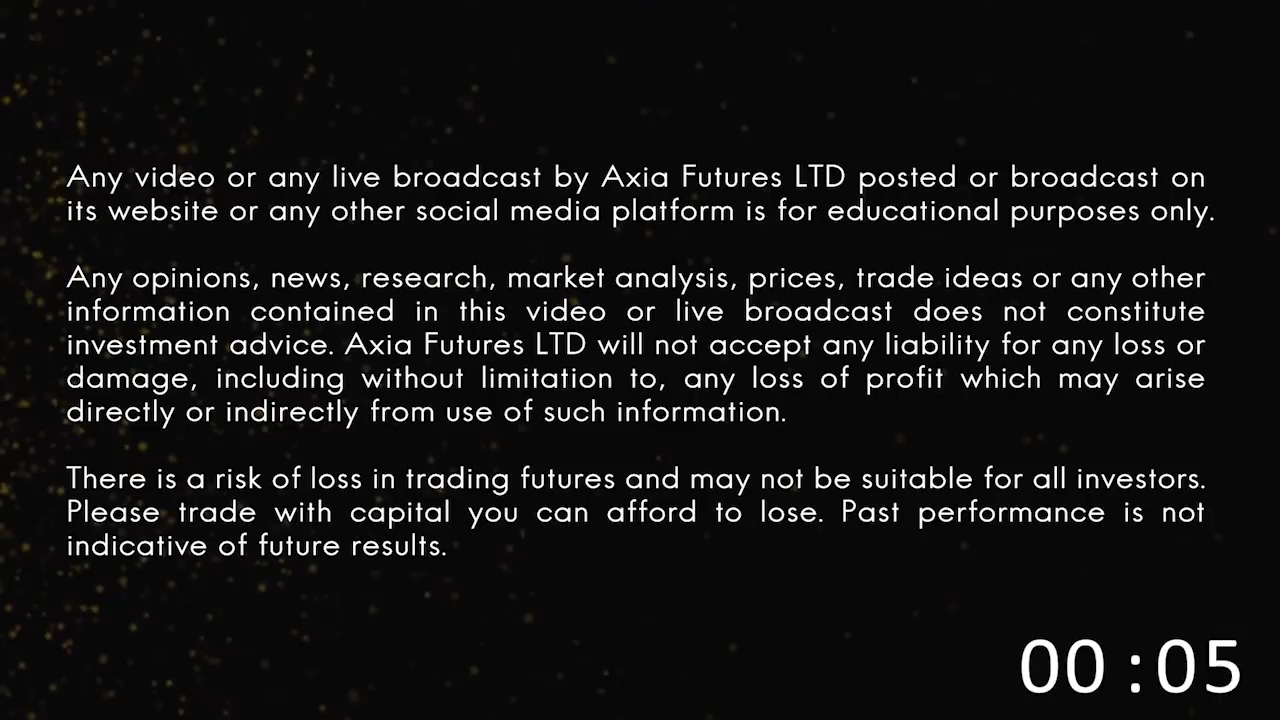 Any video or any live broadcast by Axia Futures LTD posted or broadcast on
its website or any other social media platform is for educational purposes only.
Any opinions, news, research, market analysis, prices, trade ideas or any other
information contained in this video or live broadcast does not constitute
investment advice. Axia Futures LTD will not accept any liability for any loss or
damage, including without limitation to, any loss of profit which may arise
directly or indirectly from use of such information.
There is a risk of loss in trading futures and may not be suitable for all investors.
Please trade with capital you can afford to lose. Past performance is not
indicative of future results.
00:05